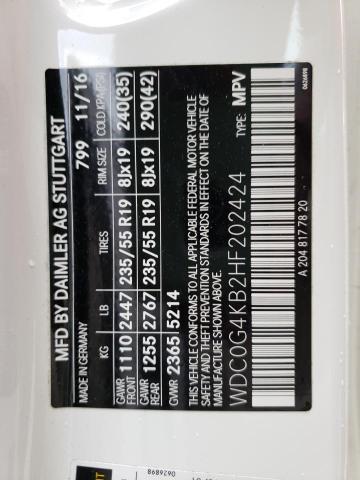 MFD BY DAIMLER AG STUTTGART
MADE IN GERMANY 799 11/16
KG LB TIRES RIM SIZE COLD KPA(PSI)
GAWR FRONT 1110 2447 235/55 R19 8Jx19 240(35)
GAWR REAR 1255 2767 235/55 R19 8Jx19 290(42)
GVWR 2365 5214
THIS VEHICLE CONFORMS TO ALL APPLICABLE FEDERAL MOTOR VEHICLE
SAFETY AND THEFT PREVENTION STANDARDS IN EFFECT ON THE DATE OF
MANUFACTURE SHOWN ABOVE.
TYPE: MPV
WDC0G4KB2HF202424
A 204 817 78 20
0626898
0626898